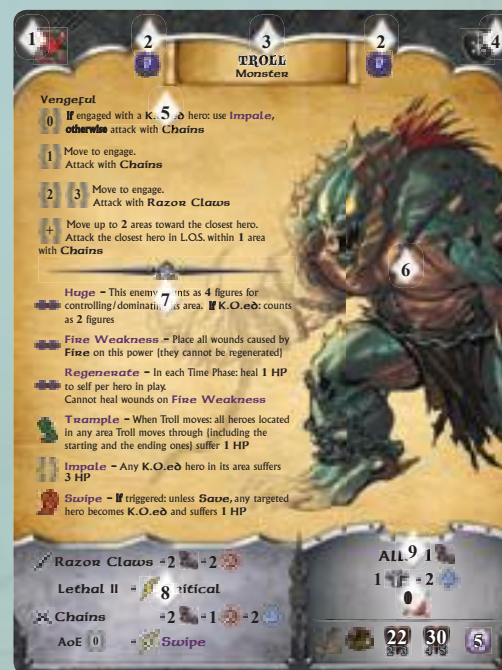 1 2 3 2 4
TROLL
Monster
5
Vengeful
0 If engaged with a K.O.ed hero: use Impale,
otherwise attack with Chains
1 Move to engage.
Attack with Chains
2 3 Move to engage.
Attack with Razor Claws
+ Move up to 2 areas toward the closest hero.
Attack the closest hero in L.O.S. within 1 area
with Chains
6
7
Huge - This enemy counts as 4 figures for
controlling/dominating its area. If K.O.ed: counts
as 2 figures
Fire Weakness - Place all wounds caused by
Fire on this power (they cannot be regenerated)
Regenerate - In each Time Phase: heal 1 HP
to self per hero in play.
Cannot heal wounds on Fire Weakness
Trample - When Troll moves: all heroes located
in any area Troll moves through (including the
starting and the ending ones) suffer 1 HP
Impale - Any K.O.ed hero in its area suffers
3 HP
Swipe - If triggered: unless Save, any targeted
hero becomes K.O.ed and suffers 1 HP
Razor Claws -2 -2
Lethal II - 8 Critical
Chains -2 -1 -2
AoE 0 - Swipe
ALL 9 1
1 -2
0
22 30 5